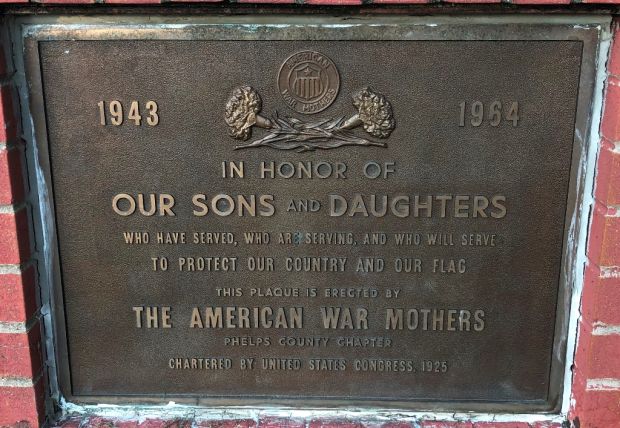 AMERICAN
WAR MOTHERS
1943 1964
IN HONOR OF
OUR SONS AND DAUGHTERS
WHO HAVE SERVED, WHO ARE SERVING, AND WHO WILL SERVE
TO PROTECT OUR COUNTRY AND OUR FLAG
THIS PLAQUE IS ERECTED BY
THE AMERICAN WAR MOTHERS
PHELPS COUNTY CHAPTER
CHARTERED BY UNITED STATES CONGRESS, 1925